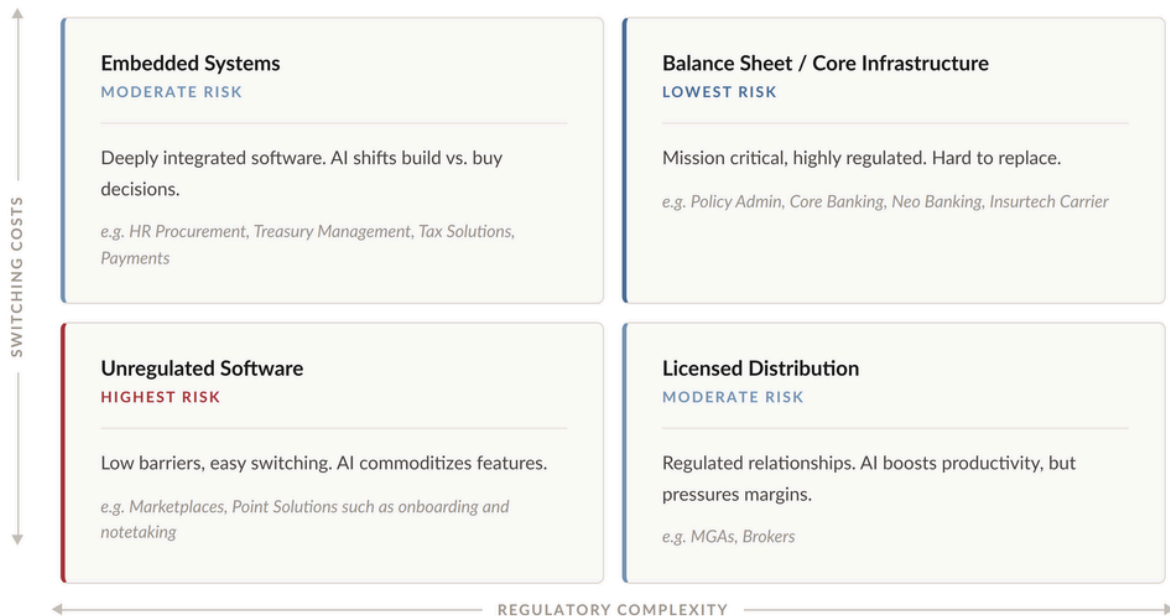 Embedded Systems
MODERATE RISK
Deeply integrated software. AI shifts build vs. buy
decisions.
e.g. HR Procurement, Treasury Management, Tax Solutions,
Payments
Balance Sheet / Core Infrastructure
LOWEST RISK
Mission critical, highly regulated. Hard to replace.
e.g. Policy Admin, Core Banking, Neo Banking, Insurtech Carrier
SWITCHING COSTS
Unregulated Software
HIGHEST RISK
Low barriers, easy switching. AI commoditizes features.
e.g. Marketplaces, Point Solutions such as onboarding and
notetaking
Licensed Distribution
MODERATE RISK
Regulated relationships. AI boosts productivity, but
pressures margins.
e.g. MGAs, Brokers
REGULATORY COMPLEXITY